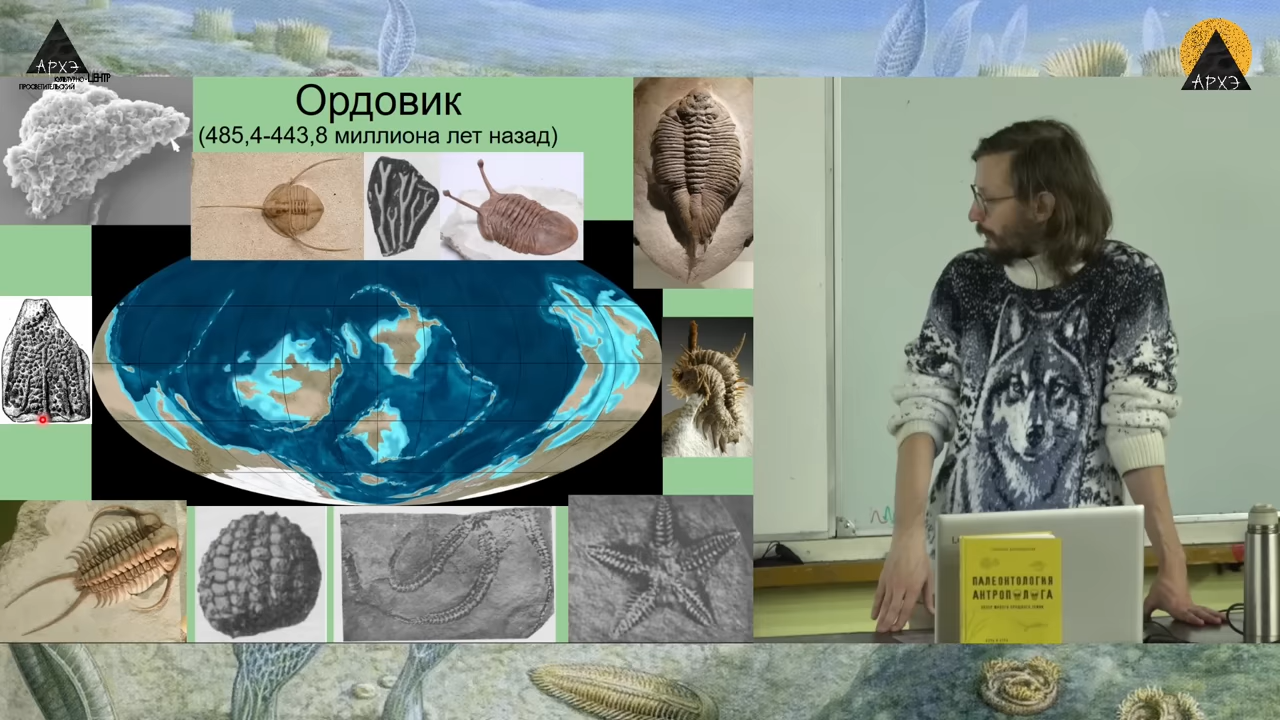 АРХЭ
КУЛЬТУРНО-
ПРОСВЕТИТЕЛЬСКИЙ ЦЕНТР
Ордовик
(485,4-443,8 миллиона лет назад)
АРХЭ
ПАЛЕОНТОЛОГИЯ
АНТРОПОЛОГА